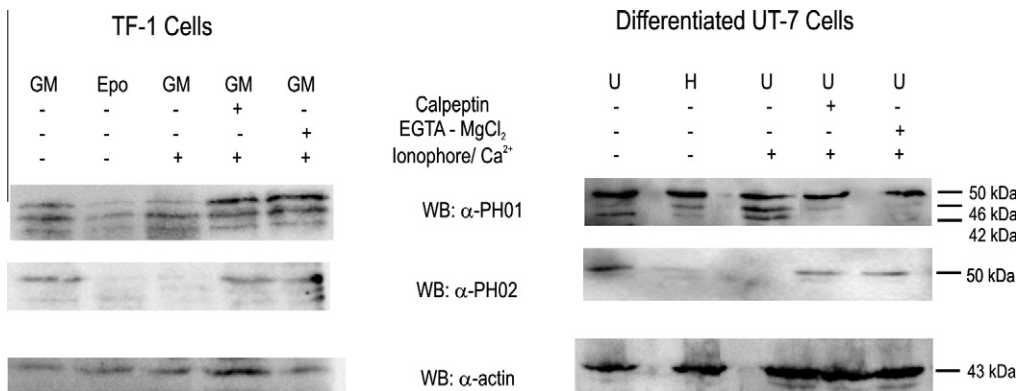 TF-1 Cells
Differentiated UT-7 Cells
GM Epo GM GM GM
U H U U U
- - - + - Calpeptin - - - + -
- - - - + EGTA - MgCl₂ - - - - +
- - + + + Ionophore/ Ca²⁺ - - + + +
WB: α-PH01
50 kDa
46 kDa
42 kDa
WB: α-PH02
50 kDa
WB: α-actin
43 kDa